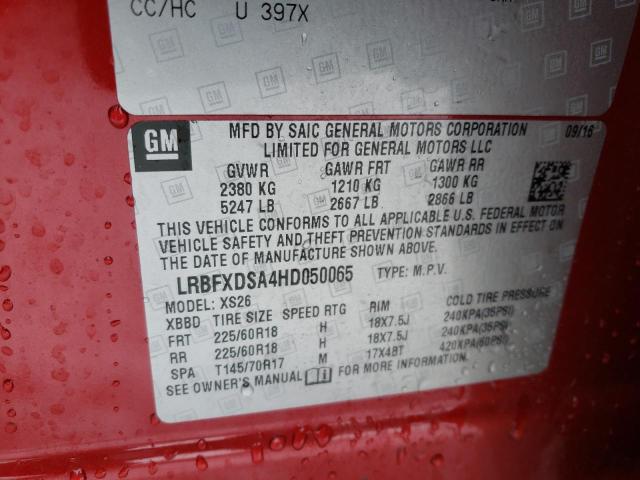 CC/HC U 397X
GM
MFD BY SAIC GENERAL MOTORS CORPORATION 09/16
LIMITED FOR GENERAL MOTORS LLC
GVWR GAWR FRT GAWR RR
2380 KG 1210 KG 1300 KG
5247 LB 2667 LB 2866 LB
THIS VEHICLE CONFORMS TO ALL APPLICABLE U.S. FEDERAL MOTOR
VEHICLE SAFETY AND THEFT PREVENTION STANDARDS IN EFFECT ON
THE DATE OF MANUFACTURE SHOWN ABOVE.
LRBFXDSA4HD050065 TYPE: M.P.V.
MODEL: XS26
XBBD TIRE SIZE SPEED RTG RIM COLD TIRE PRESSURE
FRT 225/60R18 H 18X7.5J 240KPA(35PSI)
RR 225/60R18 H 18X7.5J 240KPA(35PSI)
SPA T145/70R17 M 17X4BT 420KPA(60PSI)
SEE OWNER'S MANUAL FOR MORE INFORMATION.